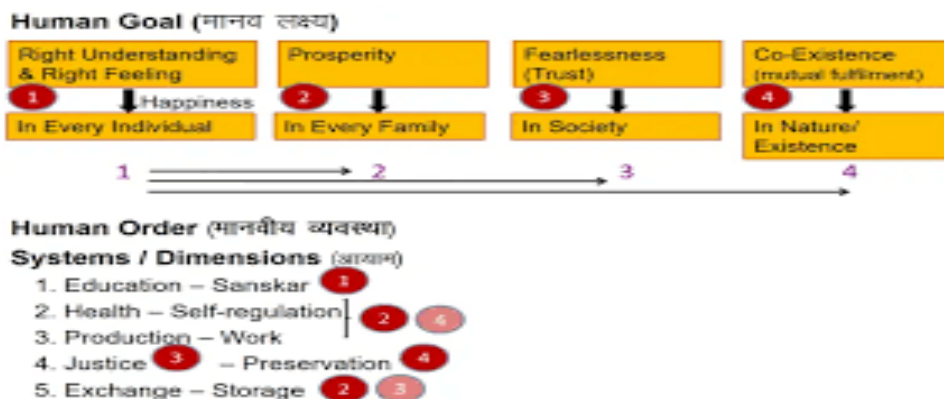 Human Goal (मानव लक्ष्य)
Right Understanding & Right Feeling
Prosperity
Fearlessness (Trust)
Co-Existence (mutual fulfilment)
1
Happiness
2
3
4
In Every Individual
In Every Family
In Society
In Nature/ Existence
1
2
3
4
Human Order (मानवीय व्यवस्था)
Systems / Dimensions (आयाम)
1. Education – Sanskar 1
2. Health – Self-regulation
2 4
3. Production – Work
4. Justice 3 – Preservation 4
5. Exchange – Storage 2 3